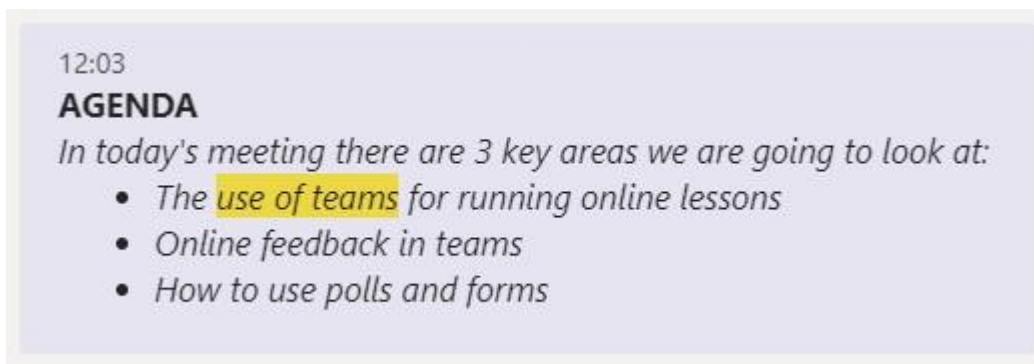 12:03
AGENDA
In today's meeting there are 3 key areas we are going to look at:
• The use of teams for running online lessons
• Online feedback in teams
• How to use polls and forms